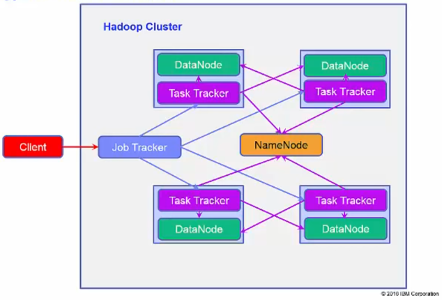 Hadoop Cluster
DataNode
DataNode
Task Tracker
Task Tracker
Client
Job Tracker
NameNode
Task Tracker
Task Tracker
DataNode
DataNode
© 2010 IBM Corporation